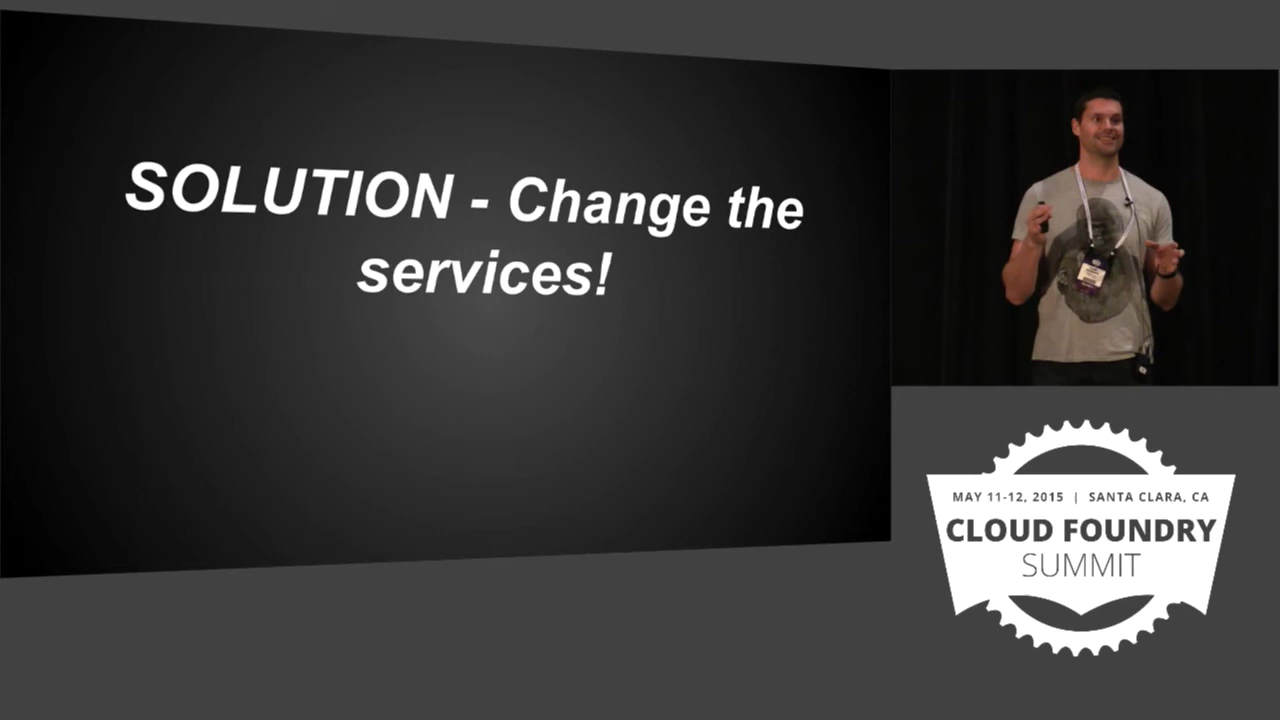 SOLUTION - Change the
services!
MAY 11-12, 2015 | SANTA CLARA, CA
CLOUD FOUNDRY
SUMMIT